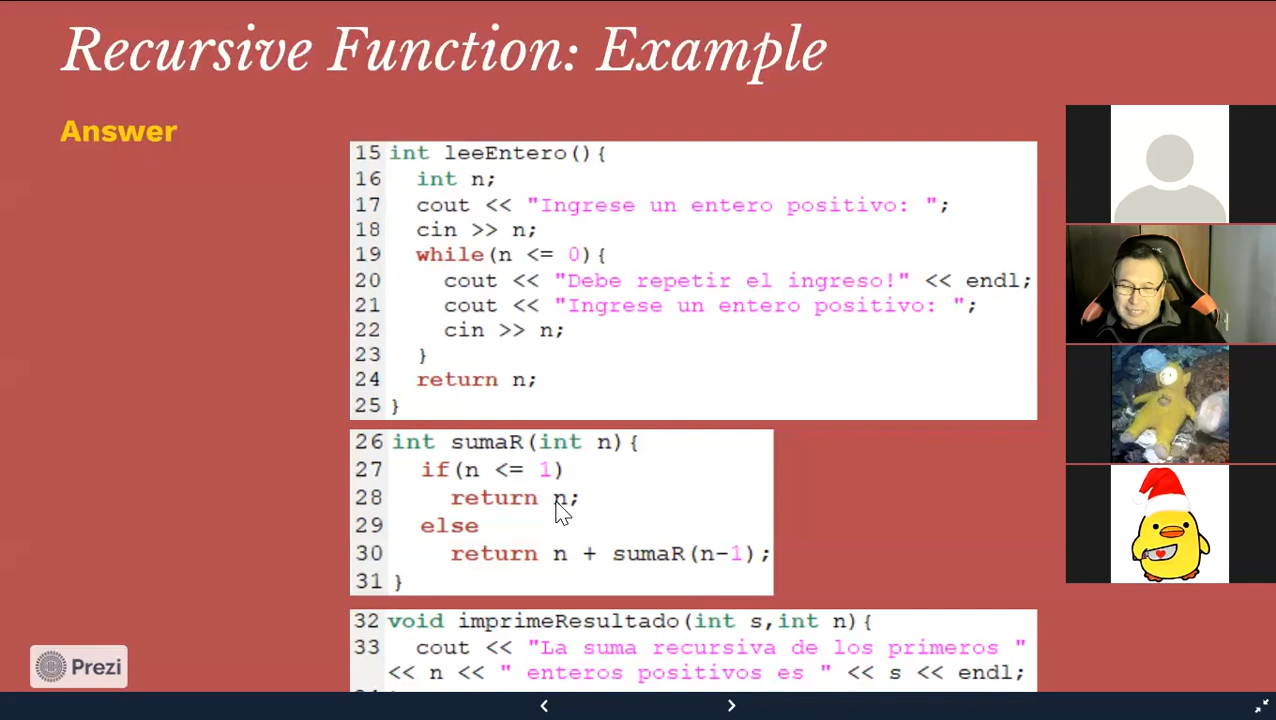 Recursive Function: Example
Answer
15 int leeEntero(){
16 int n;
17 cout << "Ingrese un entero positivo: ";
18 cin >> n;
19 while(n <= 0){
20 cout << "Debe repetir el ingreso!" << endl;
21 cout << "Ingrese un entero positivo: ";
22 cin >> n;
23 }
24 return n;
25 }
26 int sumaR(int n){
27 if(n <= 1)
28 return n;
29 else
30 return n + sumaR(n-1);
31 }
32 void imprimeResultado(int s,int n){
33 cout << "La suma recursiva de los primeros "
<< n << " enteros positivos es " << s << endl;
Prezi